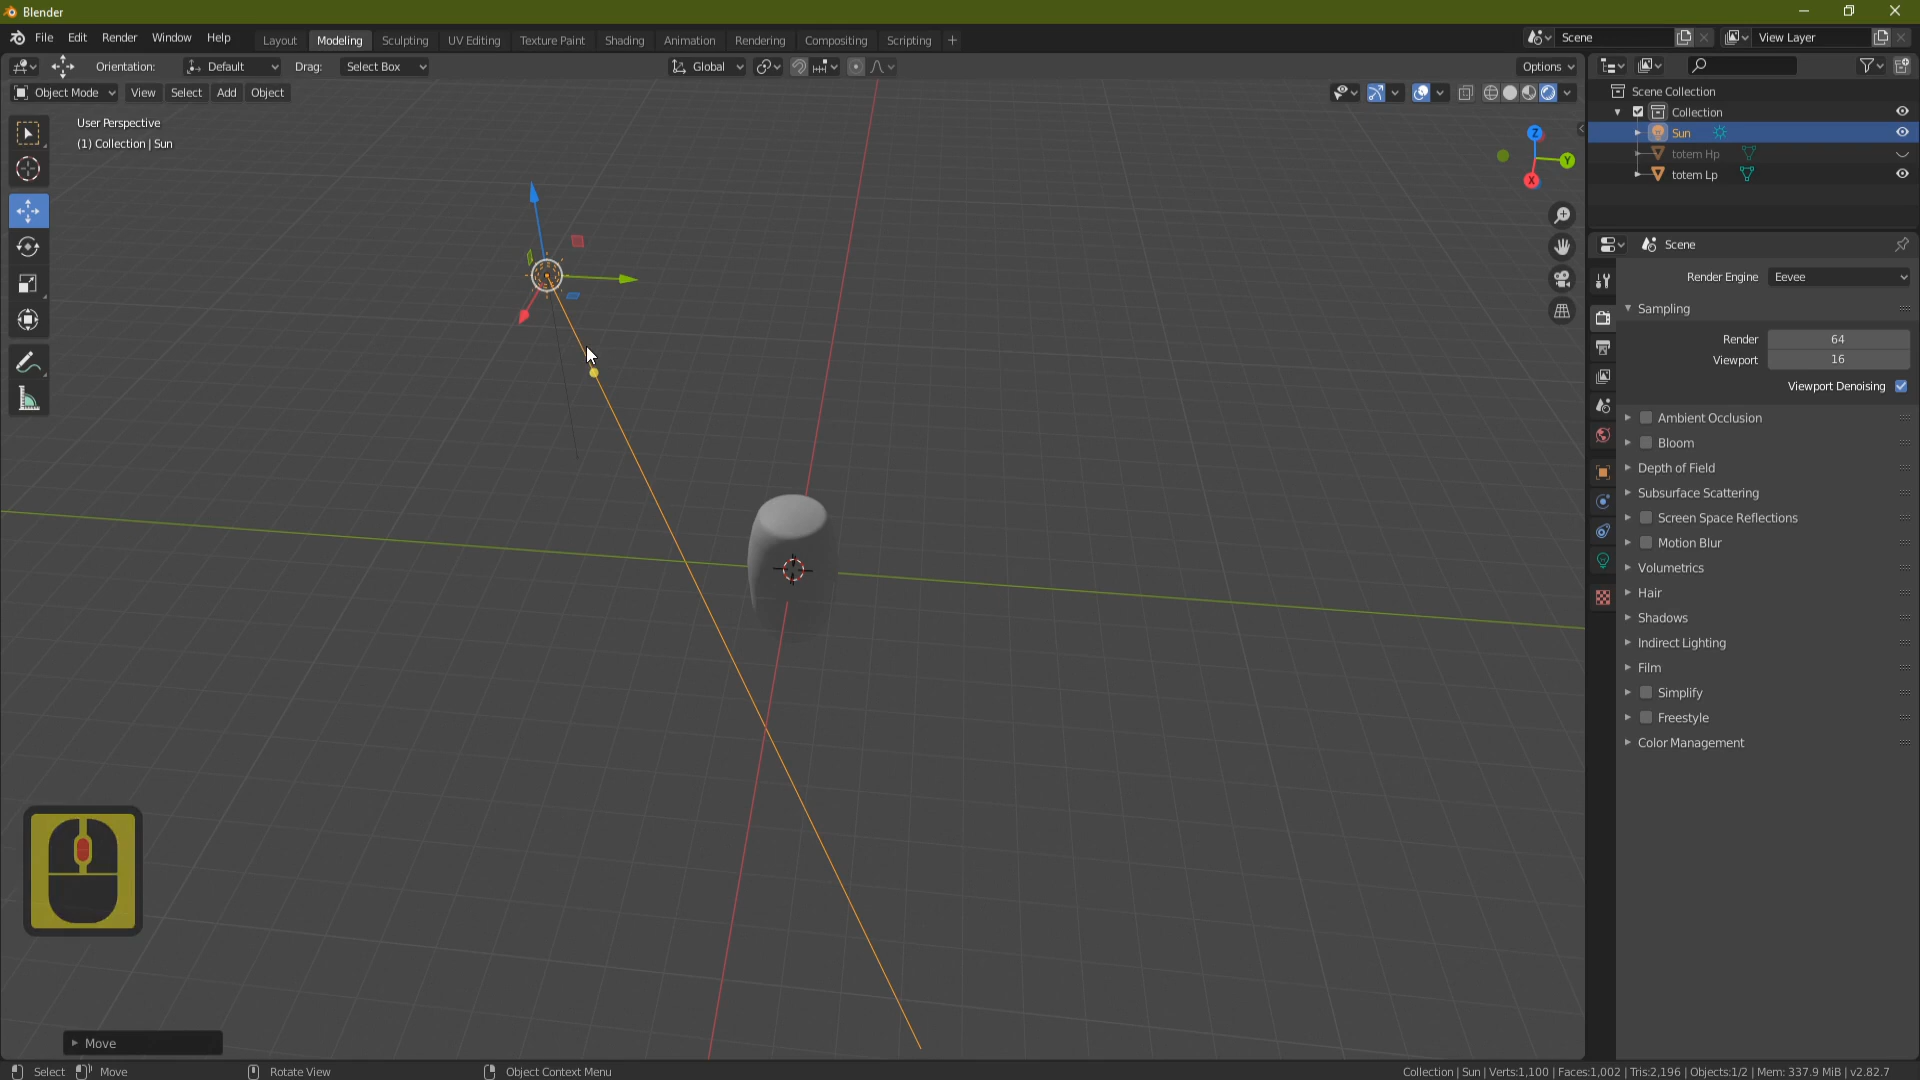 Blender
File Edit Render Window Help
Layout Modeling Sculpting UV Editing Texture Paint Shading Animation Rendering Compositing Scripting +
Scene
View Layer
Orientation: Default Drag: Select Box
Global
Options
Object Mode View Select Add Object
User Perspective
(1) Collection | Sun
Z
Y
X
Scene Collection
Collection
Sun
totem Hp
totem Lp
Scene
Render Engine Eevee
Sampling
Render 64
Viewport 16
Viewport Denoising
Ambient Occlusion
Bloom
Depth of Field
Subsurface Scattering
Screen Space Reflections
Motion Blur
Volumetrics
Hair
Shadows
Indirect Lighting
Film
Simplify
Freestyle
Color Management
Move
Select Move Rotate View Object Context Menu
Collection | Sun | Verts:1,100 | Faces:1,002 | Tris:2,196 | Objects:1/2 | Mem: 337.9 MiB | v2.82.7